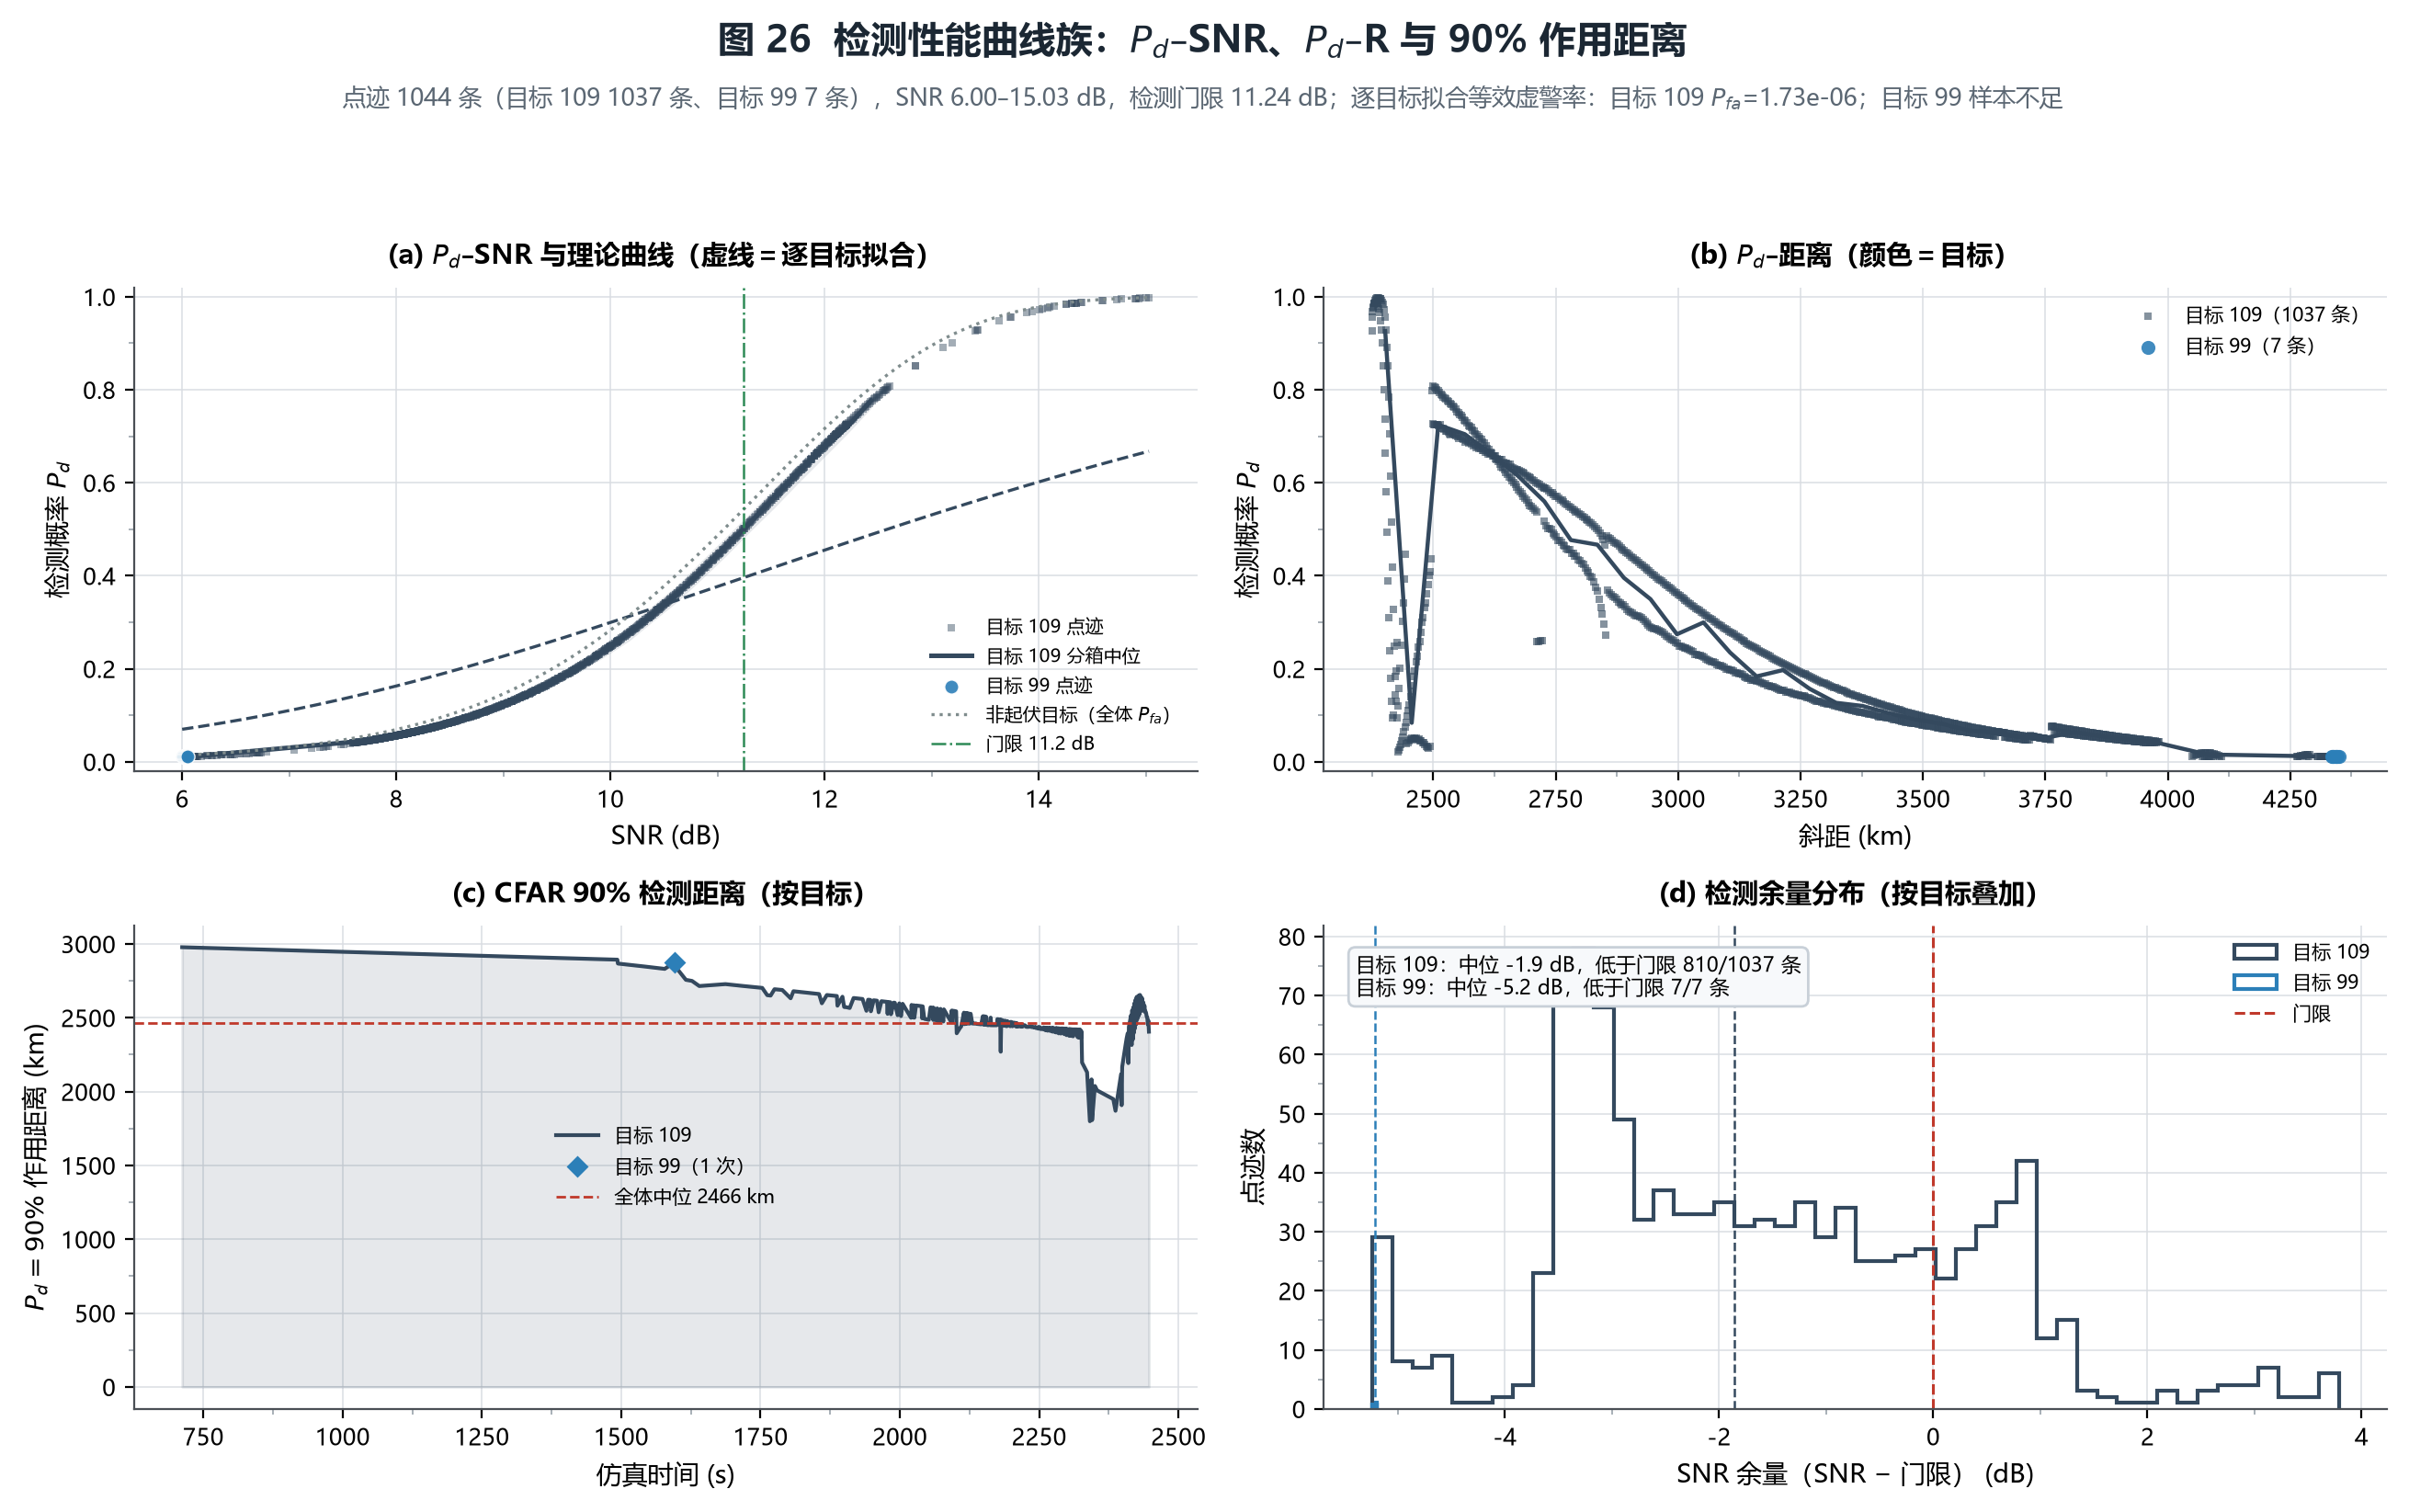 图 26 检测性能曲线族：P_d–SNR、P_d–R 与 90% 作用距离
点迹 1044 条（目标 109 1037 条、目标 99 7 条），SNR 6.00–15.03 dB，检测门限 11.24 dB；逐目标拟合等效虚警率：目标 109 P_fa=1.73e-06；目标 99 样本不足
(a) P_d–SNR 与理论曲线（虚线＝逐目标拟合）
检测概率 P_d
1.0
0.8
0.6
0.4
0.2
0.0
6 8 10 12 14
SNR (dB)
目标 109 点迹
目标 109 分箱中位
目标 99 点迹
非起伏目标（全体 P_fa）
门限 11.2 dB
(b) P_d–距离（颜色＝目标）
检测概率 P_d
1.0
0.8
0.6
0.4
0.2
0.0
2500 2750 3000 3250 3500 3750 4000 4250
斜距 (km)
目标 109（1037 条）
目标 99（7 条）
(c) CFAR 90% 检测距离（按目标）
P_d = 90% 作用距离 (km)
3000
2500
2000
1500
1000
500
0
750 1000 1250 1500 1750 2000 2250 2500
仿真时间 (s)
目标 109
目标 99（1 次）
全体中位 2466 km
(d) 检测余量分布（按目标叠加）
点迹数
80
70
60
50
40
30
20
10
0
-4 -2 0 2 4
SNR 余量（SNR − 门限） (dB)
目标 109：中位 -1.9 dB，低于门限 810/1037 条
目标 99：中位 -5.2 dB，低于门限 7/7 条
目标 109
目标 99
门限